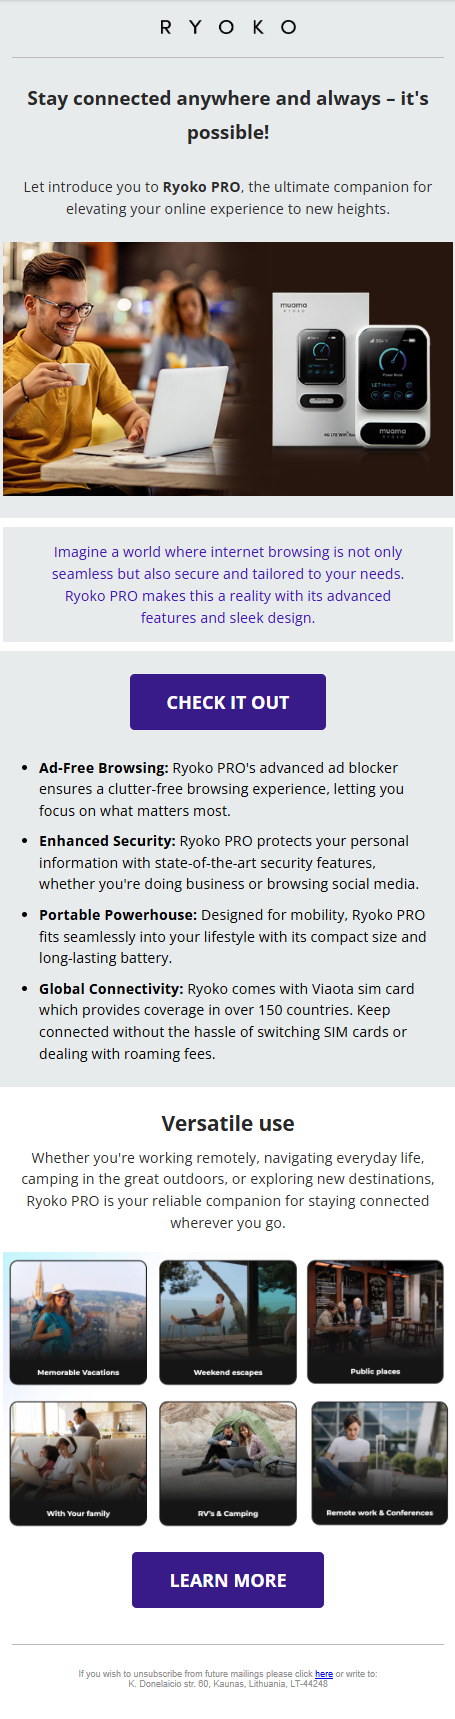 RYOKO
Stay connected anywhere and always – it's
possible!
Let introduce you to Ryoko PRO, the ultimate companion for
elevating your online experience to new heights.
muama
RYOKO
Power Mode
4G LTE WiFi
Power Mode
muama
RYOKO
Imagine a world where internet browsing is not only
seamless but also secure and tailored to your needs.
Ryoko PRO makes this a reality with its advanced
features and sleek design.
CHECK IT OUT
• Ad-Free Browsing: Ryoko PRO's advanced ad blocker
ensures a clutter-free browsing experience, letting you
focus on what matters most.
• Enhanced Security: Ryoko PRO protects your personal
information with state-of-the-art security features,
whether you're doing business or browsing social media.
• Portable Powerhouse: Designed for mobility, Ryoko PRO
fits seamlessly into your lifestyle with its compact size and
long-lasting battery.
• Global Connectivity: Ryoko comes with Viaota sim card
which provides coverage in over 150 countries. Keep
connected without the hassle of switching SIM cards or
dealing with roaming fees.
Versatile use
Whether you're working remotely, navigating everyday life,
camping in the great outdoors, or exploring new destinations,
Ryoko PRO is your reliable companion for staying connected
wherever you go.
Memorable Vacations
Weekend escapes
Public places
With Your family
RV's & Camping
Remote work & Conferences
LEARN MORE
If you wish to unsubscribe from future mailings please click here or write to:
K. Donelaicio str. 60, Kaunas, Lithuania, LT-44248